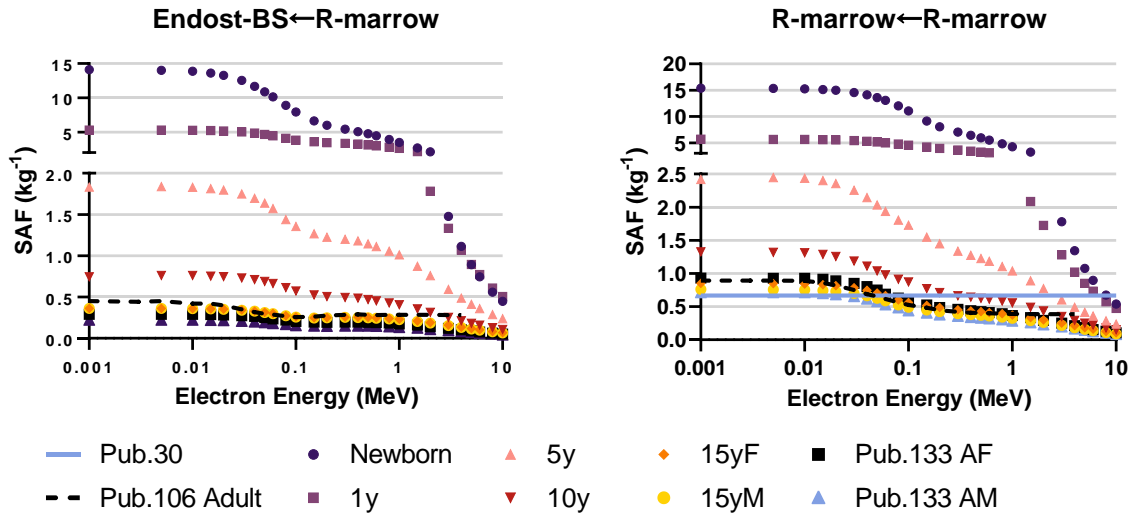 Endost-BS←R-marrow
R-marrow←R-marrow
SAF (kg-1)
15
10
5
2.0
1.5
1.0
0.5
0.0
0.001
0.01
0.1
1
10
Electron Energy (MeV)
SAF (kg-1)
20
15
10
5
2.5
2.0
1.5
1.0
0.5
0.0
0.001
0.01
0.1
1
10
Electron Energy (MeV)
Pub.30
Newborn
5y
15yF
Pub.133 AF
Pub.106 Adult
1y
10y
15yM
Pub.133 AM